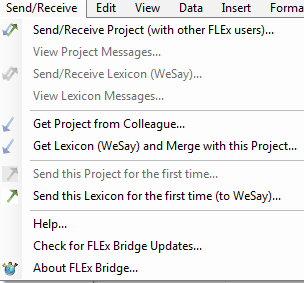 Send/Receive Edit View Data Insert Forma
Send/Receive Project (with other FLEx users)...
View Project Messages...
Send/Receive Lexicon (WeSay)...
View Lexicon Messages...
Get Project from Colleague...
Get Lexicon (WeSay) and Merge with this Project...
Send this Project for the first time...
Send this Lexicon for the first time (to WeSay)...
Help...
Check for FLEx Bridge Updates...
About FLEx Bridge...